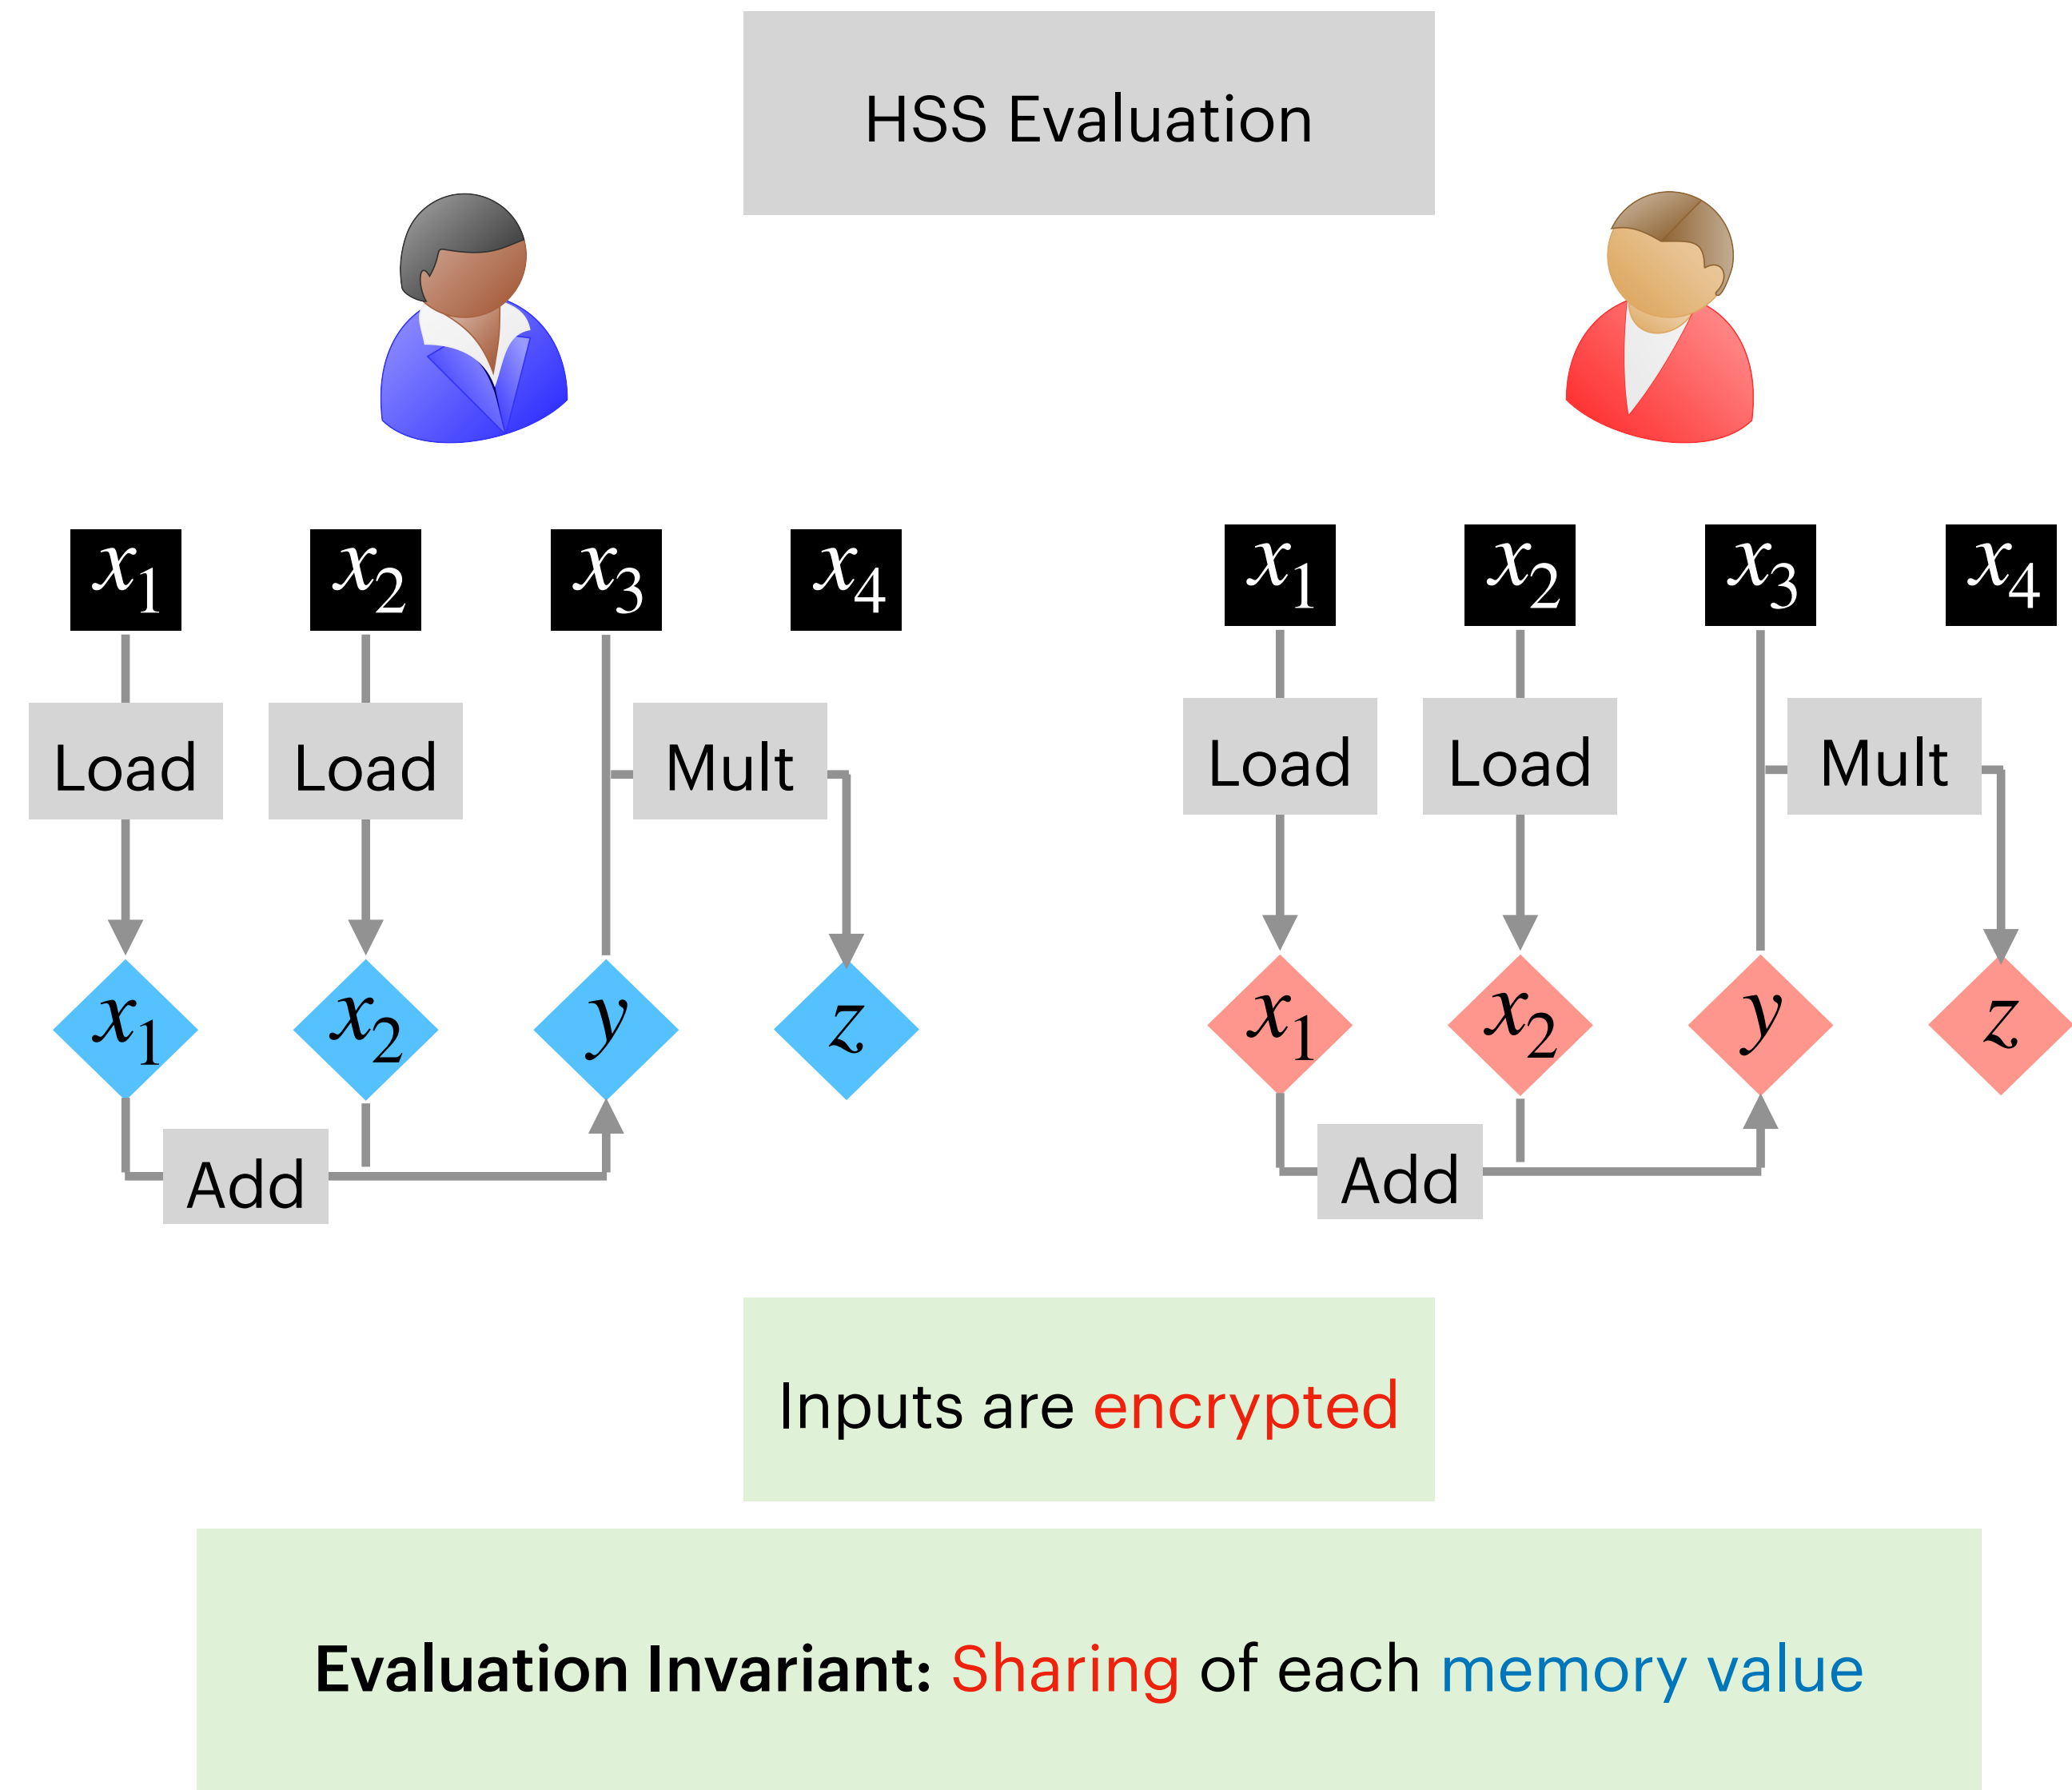 HSS Evaluation
x1 x2 x3 x4 x1 x2 x3 x4
Load Load Mult Load Load Mult
x1 x2 y z x1 x2 y z
Add Add
Inputs are encrypted
Evaluation Invariant: Sharing of each memory value